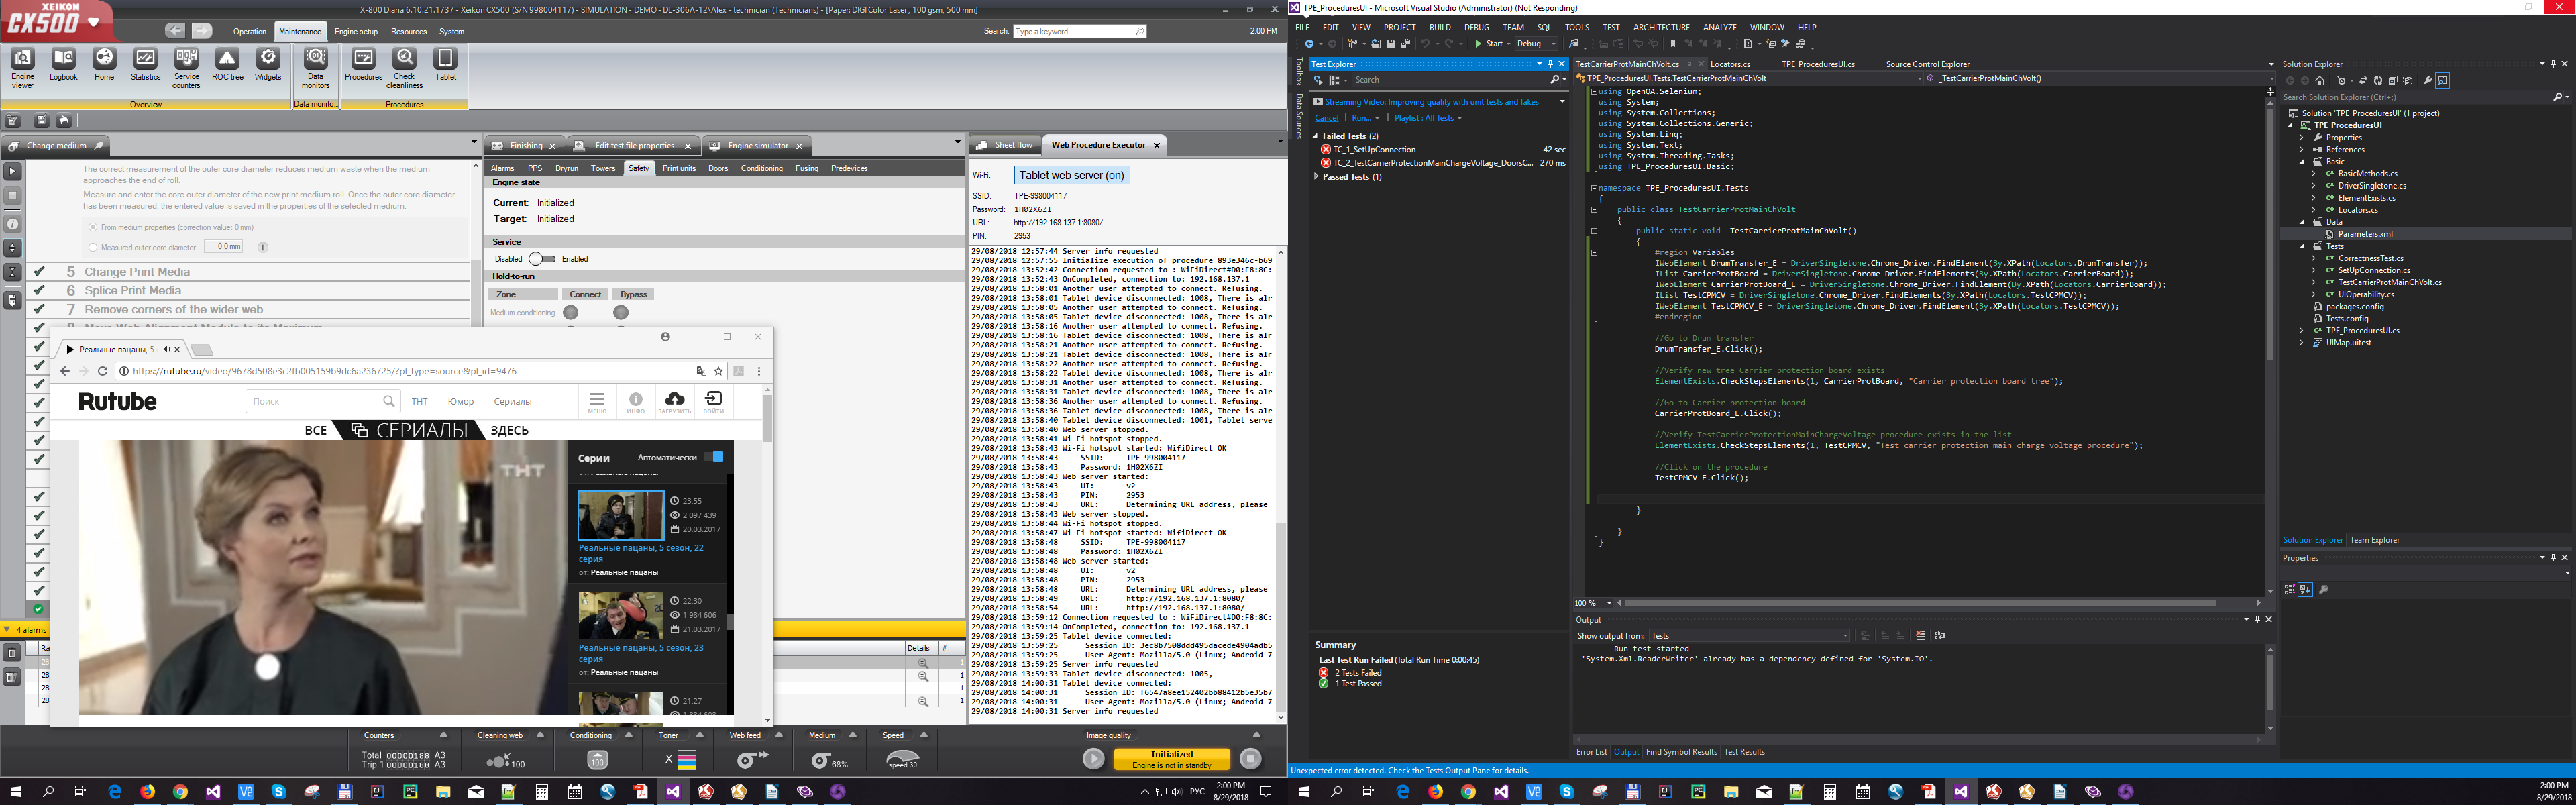 X-800 Diana 6.10.21.1737 - Xeikon CX500 (S/N 998004117) - SIMULATION - DEMO - DL-306A-12\Alex - technician (Technicians) - [Paper: DIGI Color Laser , 100 gsm, 500 mm]
XEIKON
CX500
Operation Maintenance Engine setup Resources System
Search: Type a keyword
2:00 PM
Engine viewer Logbook Home Statistics Service counters ROC tree Widgets Data monitors Procedures Check cleanliness Tablet
Overview Data monito... Procedures
Change medium
The correct measurement of the outer core diameter reduces medium waste when the medium
approaches the end of roll.
Measure and enter the core outer diameter of the new print medium roll. Once the outer core diameter
has been measured, the entered value is saved in the properties of the selected medium.
From medium properties (correction value: 0 mm)
Measured outer core diameter 0.0 mm
5 Change Print Media
6 Splice Print Media
7 Remove corners of the wider web
4 alarms
Finishing Edit test file properties Engine simulator
Alarms PPS Dryrun Towers Safety Print units Doors Conditioning Fusing Predevices
Engine state
Current: Initialized
Target: Initialized
Service
Disabled Enabled
Hold-to-run
Zone Connect Bypass
Medium conditioning
Details #
1
1
1
1
Sheet flow Web Procedure Executor
Wi-Fi: Tablet web server (on)
SSID: TPE-998004117
Password: 1H02X6ZI
URL: http://192.168.137.1:8080/
PIN: 2953
29/08/2018 12:57:44 Server info requested
29/08/2018 12:57:55 Initialize execution of procedure 893e346c-b69
29/08/2018 13:52:42 Connection requested to : WiFiDirect#D0:F8:8C:
29/08/2018 13:52:43 OnCompleted, connection to: 192.168.137.1
29/08/2018 13:58:01 Another user attempted to connect. Refusing.
29/08/2018 13:58:01 Tablet device disconnected: 1008, There is alr
29/08/2018 13:58:05 Another user attempted to connect. Refusing.
29/08/2018 13:58:05 Tablet device disconnected: 1008, There is alr
29/08/2018 13:58:16 Another user attempted to connect. Refusing.
29/08/2018 13:58:16 Tablet device disconnected: 1008, There is alr
29/08/2018 13:58:21 Another user attempted to connect. Refusing.
29/08/2018 13:58:21 Tablet device disconnected: 1008, There is alr
29/08/2018 13:58:22 Another user attempted to connect. Refusing.
29/08/2018 13:58:22 Tablet device disconnected: 1008, There is alr
29/08/2018 13:58:31 Another user attempted to connect. Refusing.
29/08/2018 13:58:31 Tablet device disconnected: 1008, There is alr
29/08/2018 13:58:36 Another user attempted to connect. Refusing.
29/08/2018 13:58:36 Tablet device disconnected: 1008, There is alr
29/08/2018 13:58:40 Tablet device disconnected: 1001, Tablet serve
29/08/2018 13:58:40 Web server stopped.
29/08/2018 13:58:41 Wi-Fi hotspot stopped.
29/08/2018 13:58:43 Wi-Fi hotspot started: WifiDirect OK
29/08/2018 13:58:43 SSID: TPE-998004117
29/08/2018 13:58:43 Password: 1H02X6ZI
29/08/2018 13:58:43 Web server started:
29/08/2018 13:58:43 UI: v2
29/08/2018 13:58:43 PIN: 2953
29/08/2018 13:58:43 URL: Determining URL address, please
29/08/2018 13:58:43 Web server stopped.
29/08/2018 13:58:44 Wi-Fi hotspot stopped.
29/08/2018 13:58:47 Wi-Fi hotspot started: WifiDirect OK
29/08/2018 13:58:48 SSID: TPE-998004117
29/08/2018 13:58:48 Password: 1H02X6ZI
29/08/2018 13:58:48 Web server started:
29/08/2018 13:58:48 UI: v2
29/08/2018 13:58:48 PIN: 2953
29/08/2018 13:58:48 URL: Determining URL address, please
29/08/2018 13:58:49 URL: http://192.168.137.1:8080/
29/08/2018 13:58:54 URL: http://192.168.137.1:8080/
29/08/2018 13:59:12 Connection requested to : WiFiDirect#D0:F8:8C:
29/08/2018 13:59:14 OnCompleted, connection to: 192.168.137.1
29/08/2018 13:59:25 Tablet device connected:
29/08/2018 13:59:25 Session ID: 3ec8b7508ddd495dacede4904adb5
29/08/2018 13:59:25 User Agent: Mozilla/5.0 (Linux; Android 7
29/08/2018 13:59:25 Server info requested
29/08/2018 13:59:33 Tablet device disconnected: 1005,
29/08/2018 14:00:31 Tablet device connected:
29/08/2018 14:00:31 Session ID: f6547a8ee152402bb88412b5e35b7
29/08/2018 14:00:31 User Agent: Mozilla/5.0 (Linux; Android 7
29/08/2018 14:00:31 Server info requested
Реальные пацаны, 5
https://rutube.ru/video/9678d508e3c2fb005159b9dc6a236725/?pl_type=source&pl_id=9476
Rutube Поиск ТНТ Юмор Сериалы МЕНЮ ИНФО ЗАГРУЗИТЬ ВОЙТИ
ВСЕ СЕРИАЛЫ ЗДЕСЬ
ТНТ
Серии Автоматически
23:55
2 097 439
20.03.2017
Реальные пацаны, 5 сезон, 22
серия
от: Реальные пацаны
22:30
1 984 606
21.03.2017
Реальные пацаны, 5 сезон, 23
серия
от: Реальные пацаны
21:27
Counters Cleaning web Conditioning Toner Web feed Medium Speed Image quality
Total 00000188 A3
Trip 1 00000188 A3
100
100
X
68%
speed 30
Initialized
Engine is not in standby
РУС
2:00 PM
8/29/2018
TPE_ProceduresUI - Microsoft Visual Studio (Administrator) (Not Responding)
FILE EDIT VIEW PROJECT BUILD DEBUG TEAM SQL TOOLS TEST ARCHITECTURE ANALYZE WINDOW HELP
Start Debug
Toolbox
Data Sources
Test Explorer
Search
Streaming Video: Improving quality with unit tests and fakes
Cancel Run... Playlist : All Tests
Failed Tests (2)
TC_1_SetUpConnection 42 sec
TC_2_TestCarrierProtectionMainChargeVoltage_DoorsC... 270 ms
Passed Tests (1)
Summary
Last Test Run Failed (Total Run Time 0:00:45)
2 Tests Failed
1 Test Passed
TestCarrierProtMainChVolt.cs Locators.cs TPE_ProceduresUI.cs Source Control Explorer
TPE_ProceduresUI.Tests.TestCarrierProtMainChVolt _TestCarrierProtMainChVolt()
using OpenQA.Selenium;
using System;
using System.Collections;
using System.Collections.Generic;
using System.Linq;
using System.Text;
using System.Threading.Tasks;
using TPE_ProceduresUI.Basic;
namespace TPE_ProceduresUI.Tests
{
public class TestCarrierProtMainChVolt
{
public static void _TestCarrierProtMainChVolt()
{
#region Variables
IWebElement DrumTransfer_E = DriverSingletone.Chrome_Driver.FindElement(By.XPath(Locators.DrumTransfer));
IList CarrierProtBoard = DriverSingletone.Chrome_Driver.FindElements(By.XPath(Locators.CarrierBoard));
IWebElement CarrierProtBoard_E = DriverSingletone.Chrome_Driver.FindElement(By.XPath(Locators.CarrierBoard));
IList TestCPMCV = DriverSingletone.Chrome_Driver.FindElements(By.XPath(Locators.TestCPMCV));
IWebElement TestCPMCV_E = DriverSingletone.Chrome_Driver.FindElement(By.XPath(Locators.TestCPMCV));
#endregion
//Go to Drum transfer
DrumTransfer_E.Click();
//Verify new tree Carrier protection board exists
ElementExists.CheckStepsElements(1, CarrierProtBoard, "Carrier protection board tree");
//Go to Carrier protection board
CarrierProtBoard_E.Click();
//Verify TestCarrierProtectionMainChargeVoltage procedure exists in the list
ElementExists.CheckStepsElements(1, TestCPMCV, "Test carrier protection main charge voltage procedure");
//Click on the procedure
TestCPMCV_E.Click();
}
}
}
100 %
Output
Show output from: Tests
------ Run test started ------
'System.Xml.ReaderWriter' already has a dependency defined for 'System.IO'.
Error List Output Find Symbol Results Test Results
Solution Explorer
Search Solution Explorer (Ctrl+;)
Solution 'TPE_ProceduresUI' (1 project)
TPE_ProceduresUI
Properties
References
Basic
BasicMethods.cs
DriverSingletone.cs
ElementExists.cs
Locators.cs
Data
Parameters.xml
Tests
CorrectnessTest.cs
SetUpConnection.cs
TestCarrierProtMainChVolt.cs
UIOperability.cs
packages.config
Tests.config
TPE_ProceduresUI.cs
UIMap.uitest
Solution Explorer Team Explorer
Properties
Unexpected error detected. Check the Tests Output Pane for details.
2:00 PM
8/29/2018